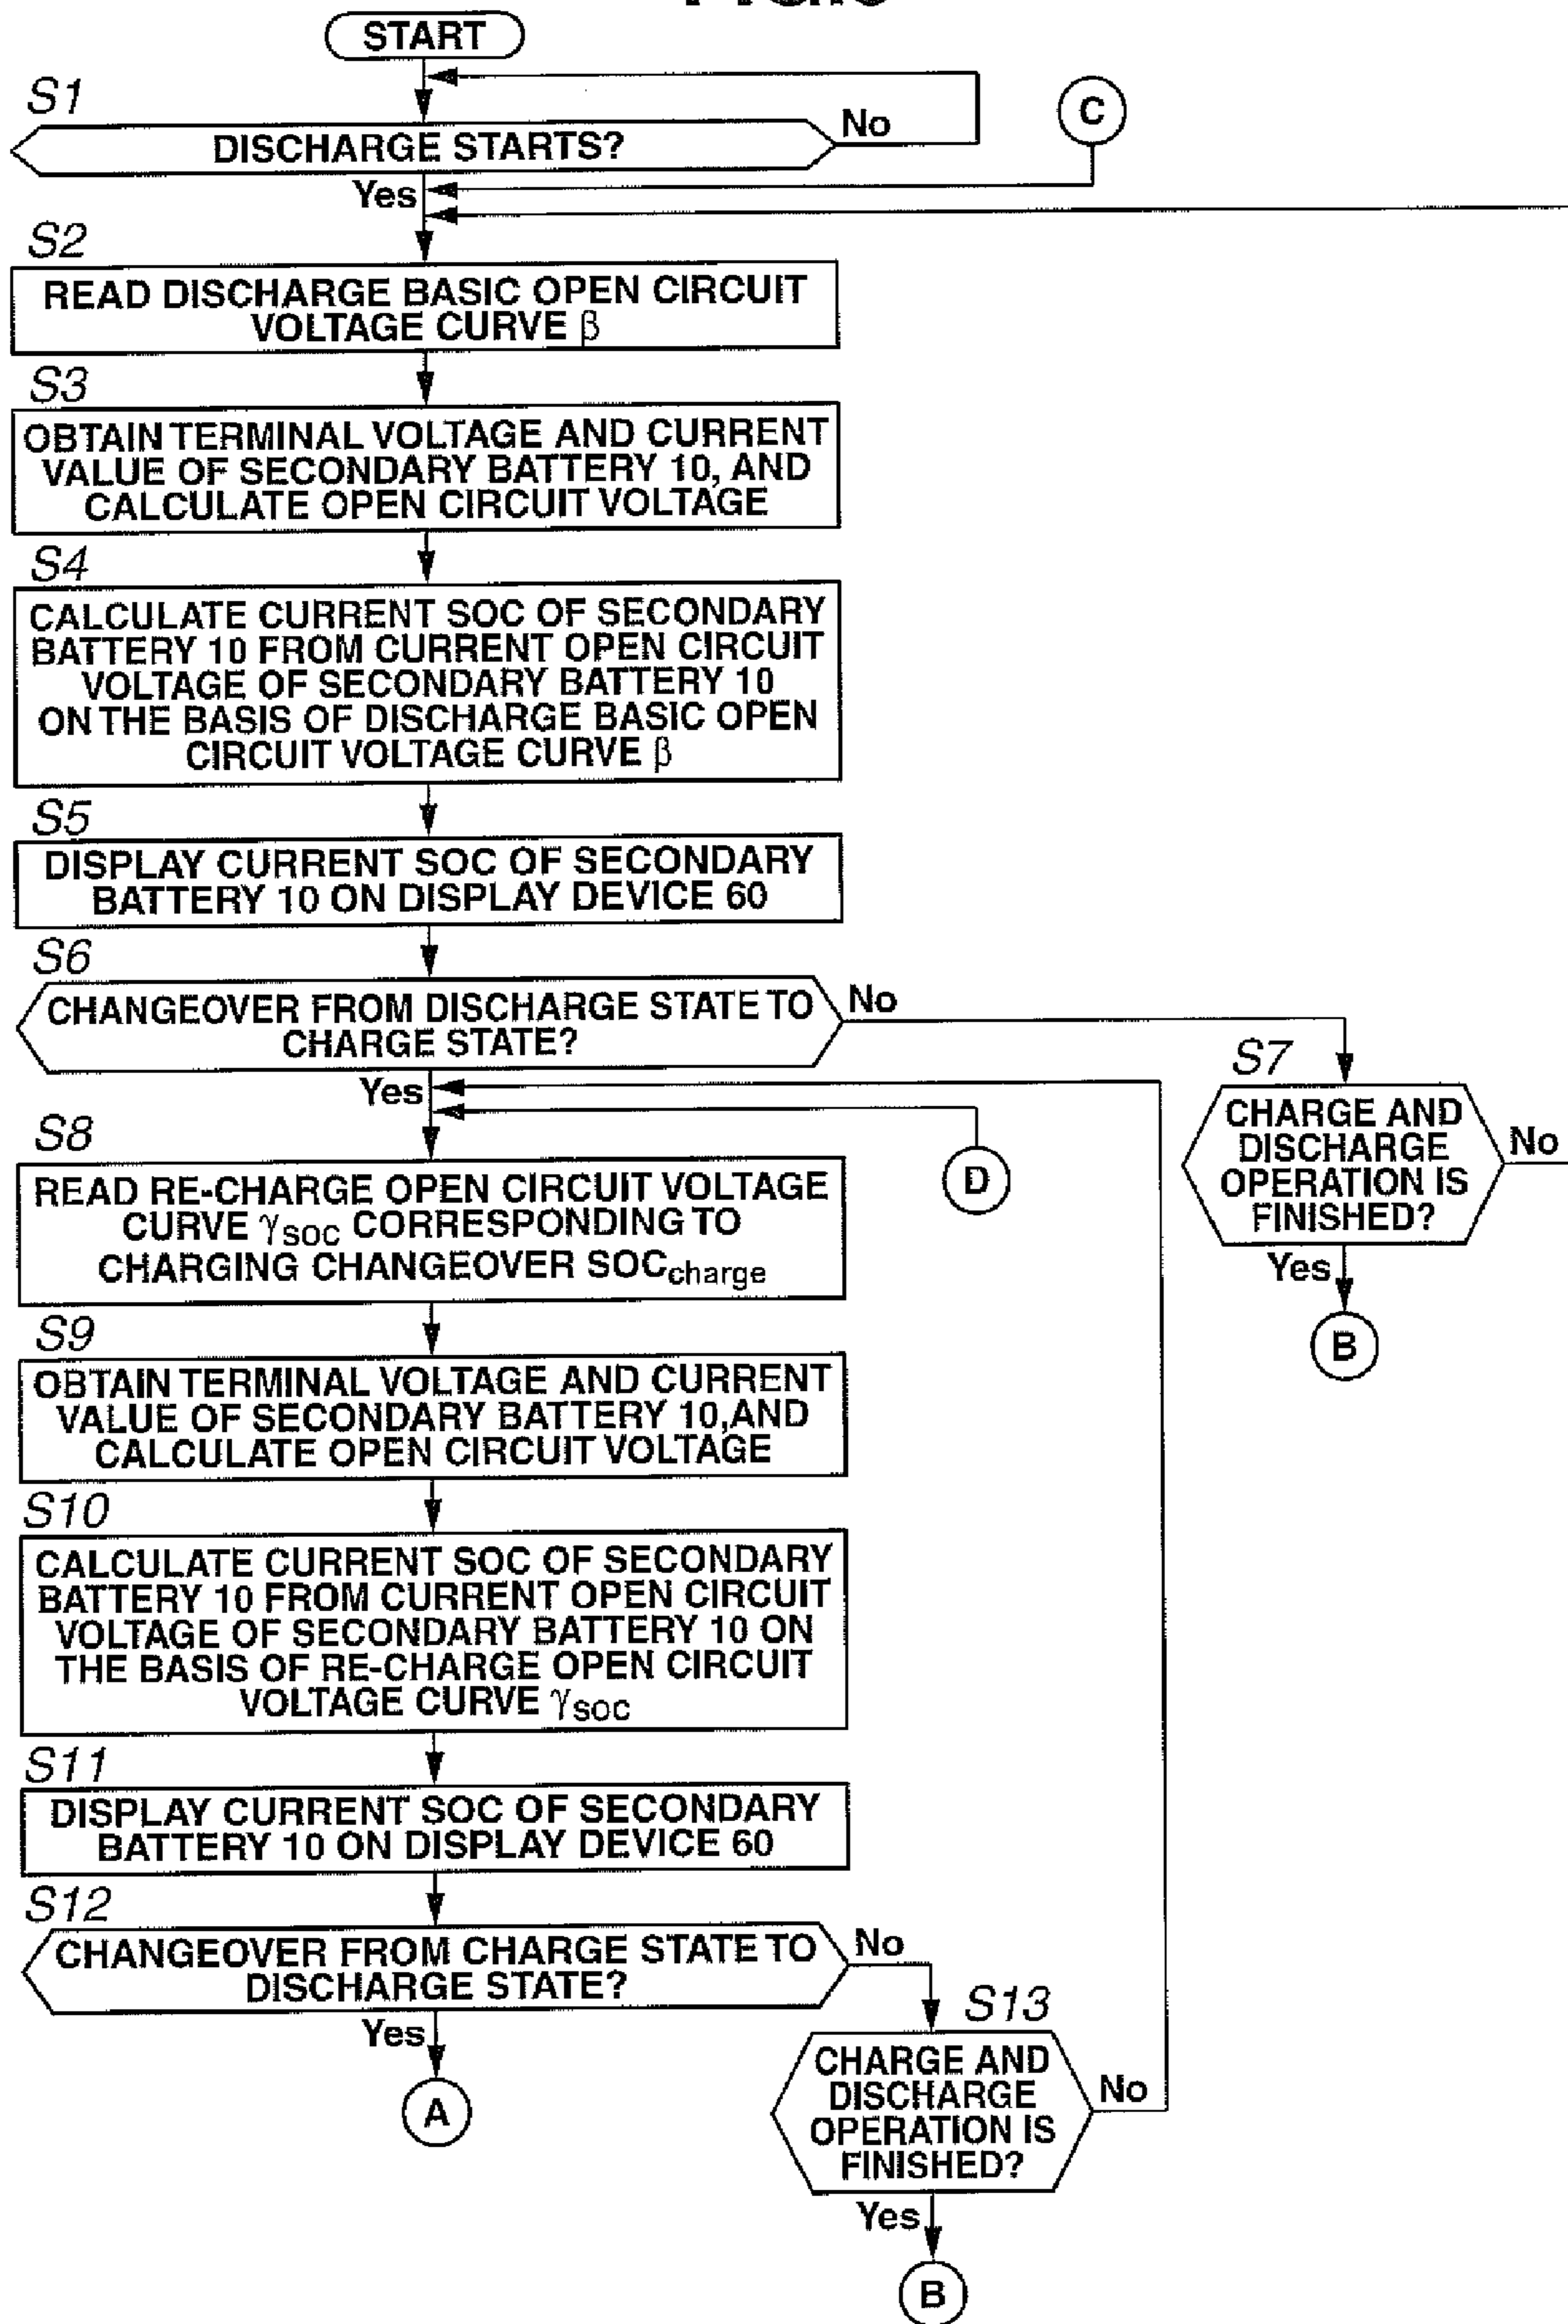 START
S1
DISCHARGE STARTS?
No
C
Yes
S2
READ DISCHARGE BASIC OPEN CIRCUIT
VOLTAGE CURVE β
S3
OBTAIN TERMINAL VOLTAGE AND CURRENT
VALUE OF SECONDARY BATTERY 10, AND
CALCULATE OPEN CIRCUIT VOLTAGE
S4
CALCULATE CURRENT SOC OF SECONDARY
BATTERY 10 FROM CURRENT OPEN CIRCUIT
VOLTAGE OF SECONDARY BATTERY 10
ON THE BASIS OF DISCHARGE BASIC OPEN
CIRCUIT VOLTAGE CURVE β
S5
DISPLAY CURRENT SOC OF SECONDARY
BATTERY 10 ON DISPLAY DEVICE 60
S6
CHANGEOVER FROM DISCHARGE STATE TO
CHARGE STATE?
No
S7
CHARGE AND
DISCHARGE
OPERATION IS
FINISHED?
No
Yes
B
Yes
D
S8
READ RE-CHARGE OPEN CIRCUIT VOLTAGE
CURVE γSOC CORRESPONDING TO
CHARGING CHANGEOVER SOCcharge
S9
OBTAIN TERMINAL VOLTAGE AND CURRENT
VALUE OF SECONDARY BATTERY 10,AND
CALCULATE OPEN CIRCUIT VOLTAGE
S10
CALCULATE CURRENT SOC OF SECONDARY
BATTERY 10 FROM CURRENT OPEN CIRCUIT
VOLTAGE OF SECONDARY BATTERY 10 ON
THE BASIS OF RE-CHARGE OPEN CIRCUIT
VOLTAGE CURVE γSOC
S11
DISPLAY CURRENT SOC OF SECONDARY
BATTERY 10 ON DISPLAY DEVICE 60
S12
CHANGEOVER FROM CHARGE STATE TO
DISCHARGE STATE?
No
Yes
A
S13
CHARGE AND
DISCHARGE
OPERATION IS
FINISHED?
No
Yes
B